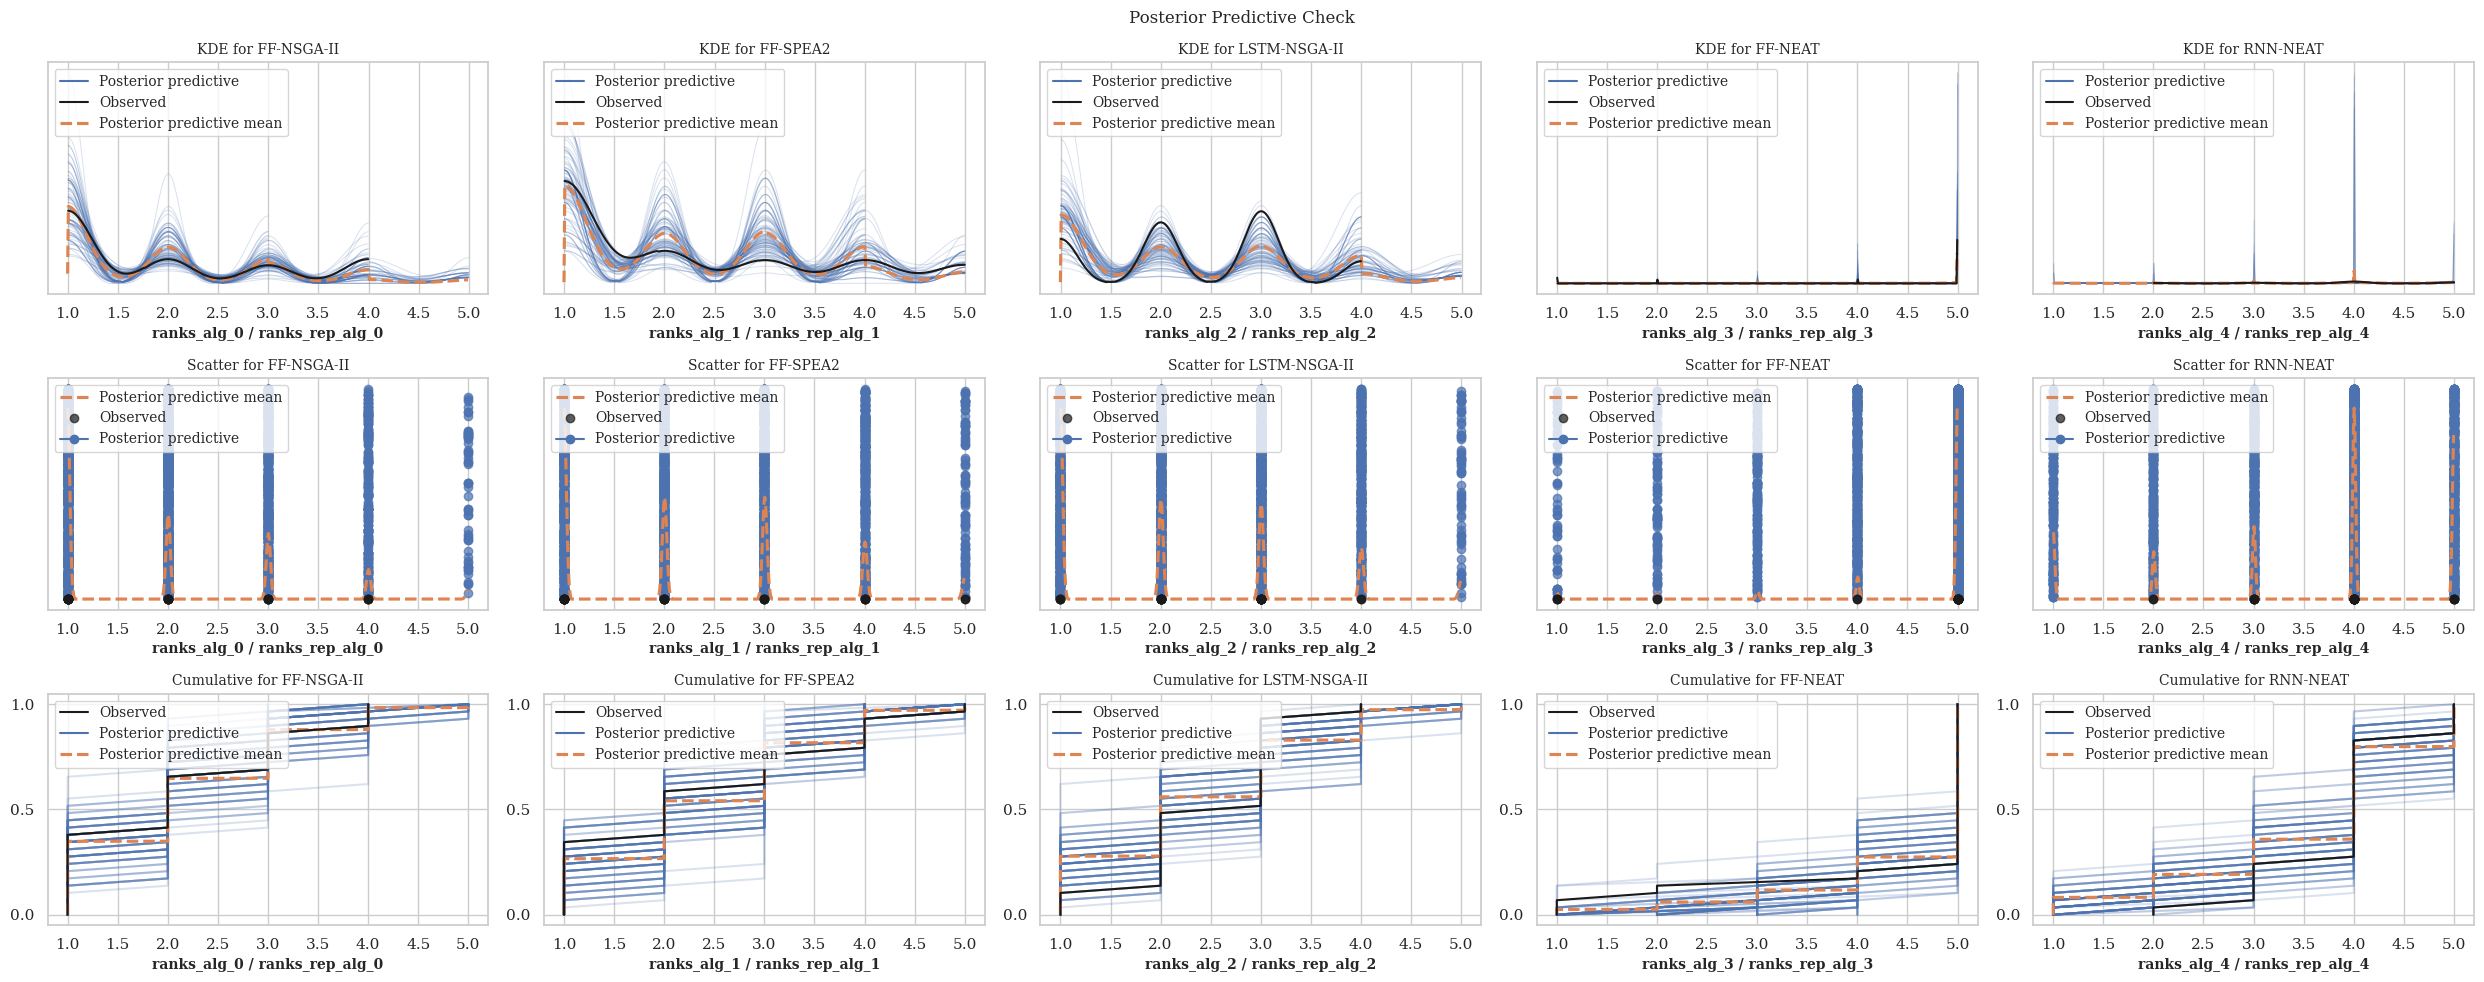 Posterior Predictive Check
KDE for FF-NSGA-II
Posterior predictive
Observed
Posterior predictive mean
1.0 1.5 2.0 2.5 3.0 3.5 4.0 4.5 5.0
ranks_alg_0 / ranks_rep_alg_0
KDE for FF-SPEA2
Posterior predictive
Observed
Posterior predictive mean
1.0 1.5 2.0 2.5 3.0 3.5 4.0 4.5 5.0
ranks_alg_1 / ranks_rep_alg_1
KDE for LSTM-NSGA-II
Posterior predictive
Observed
Posterior predictive mean
1.0 1.5 2.0 2.5 3.0 3.5 4.0 4.5 5.0
ranks_alg_2 / ranks_rep_alg_2
KDE for FF-NEAT
Posterior predictive
Observed
Posterior predictive mean
1.0 1.5 2.0 2.5 3.0 3.5 4.0 4.5 5.0
ranks_alg_3 / ranks_rep_alg_3
KDE for RNN-NEAT
Posterior predictive
Observed
Posterior predictive mean
1.0 1.5 2.0 2.5 3.0 3.5 4.0 4.5 5.0
ranks_alg_4 / ranks_rep_alg_4
Scatter for FF-NSGA-II
Posterior predictive mean
Observed
Posterior predictive
1.0 1.5 2.0 2.5 3.0 3.5 4.0 4.5 5.0
ranks_alg_0 / ranks_rep_alg_0
Scatter for FF-SPEA2
Posterior predictive mean
Observed
Posterior predictive
1.0 1.5 2.0 2.5 3.0 3.5 4.0 4.5 5.0
ranks_alg_1 / ranks_rep_alg_1
Scatter for LSTM-NSGA-II
Posterior predictive mean
Observed
Posterior predictive
1.0 1.5 2.0 2.5 3.0 3.5 4.0 4.5 5.0
ranks_alg_2 / ranks_rep_alg_2
Scatter for FF-NEAT
Posterior predictive mean
Observed
Posterior predictive
1.0 1.5 2.0 2.5 3.0 3.5 4.0 4.5 5.0
ranks_alg_3 / ranks_rep_alg_3
Scatter for RNN-NEAT
Posterior predictive mean
Observed
Posterior predictive
1.0 1.5 2.0 2.5 3.0 3.5 4.0 4.5 5.0
ranks_alg_4 / ranks_rep_alg_4
Cumulative for FF-NSGA-II
1.0
0.5
0.0
Observed
Posterior predictive
Posterior predictive mean
1.0 1.5 2.0 2.5 3.0 3.5 4.0 4.5 5.0
ranks_alg_0 / ranks_rep_alg_0
Cumulative for FF-SPEA2
1.0
0.5
0.0
Observed
Posterior predictive
Posterior predictive mean
1.0 1.5 2.0 2.5 3.0 3.5 4.0 4.5 5.0
ranks_alg_1 / ranks_rep_alg_1
Cumulative for LSTM-NSGA-II
1.0
0.5
0.0
Observed
Posterior predictive
Posterior predictive mean
1.0 1.5 2.0 2.5 3.0 3.5 4.0 4.5 5.0
ranks_alg_2 / ranks_rep_alg_2
Cumulative for FF-NEAT
1.0
0.5
0.0
Observed
Posterior predictive
Posterior predictive mean
1.0 1.5 2.0 2.5 3.0 3.5 4.0 4.5 5.0
ranks_alg_3 / ranks_rep_alg_3
Cumulative for RNN-NEAT
1.0
0.5
0.0
Observed
Posterior predictive
Posterior predictive mean
1.0 1.5 2.0 2.5 3.0 3.5 4.0 4.5 5.0
ranks_alg_4 / ranks_rep_alg_4